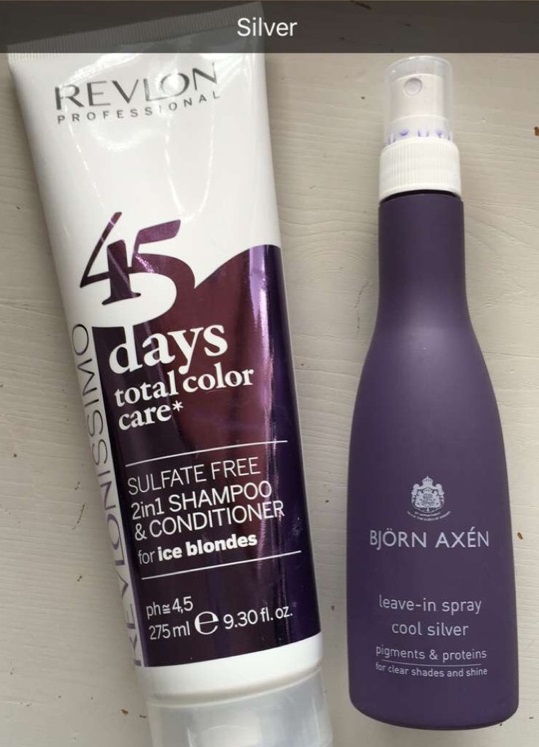 Silver
REVLON
PROFESSIONAL
REVLONISSIMO
45
days
total color
care*
SULFATE FREE
2in1 SHAMPOO
& CONDITIONER
for ice blondes
ph≅4,5
275 ml ℮ 9.30 fl. oz.
BJÖRN AXÉN
leave-in spray
cool silver
pigments & proteins
for clear shades and shine